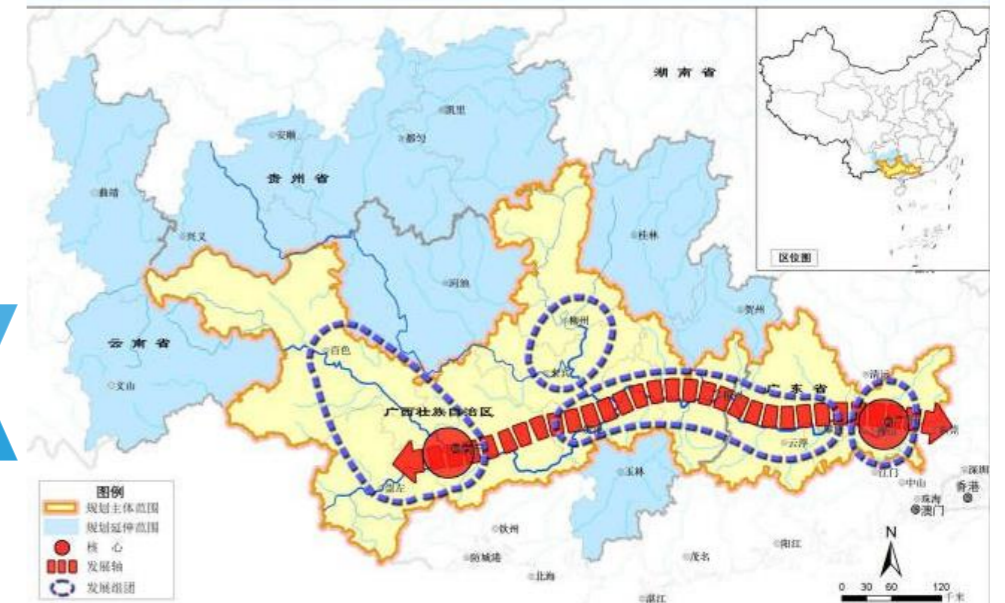 湖南省
凯里
安顺
都匀
贵州省
曲靖
兴义
桂林
区位图
河池
贺州
柳州
云南省
百色
文山
来宾
清远
广东省
广西壮族自治区
云浮
崇左
玉林
江门
中山
深圳
香港
珠海
澳门
钦州
防城港
北海
茂名
阳江
湛江
图例
规划主体范围
规划延伸范围
核心
发展轴
发展组团
N
0 30 60 120
千米